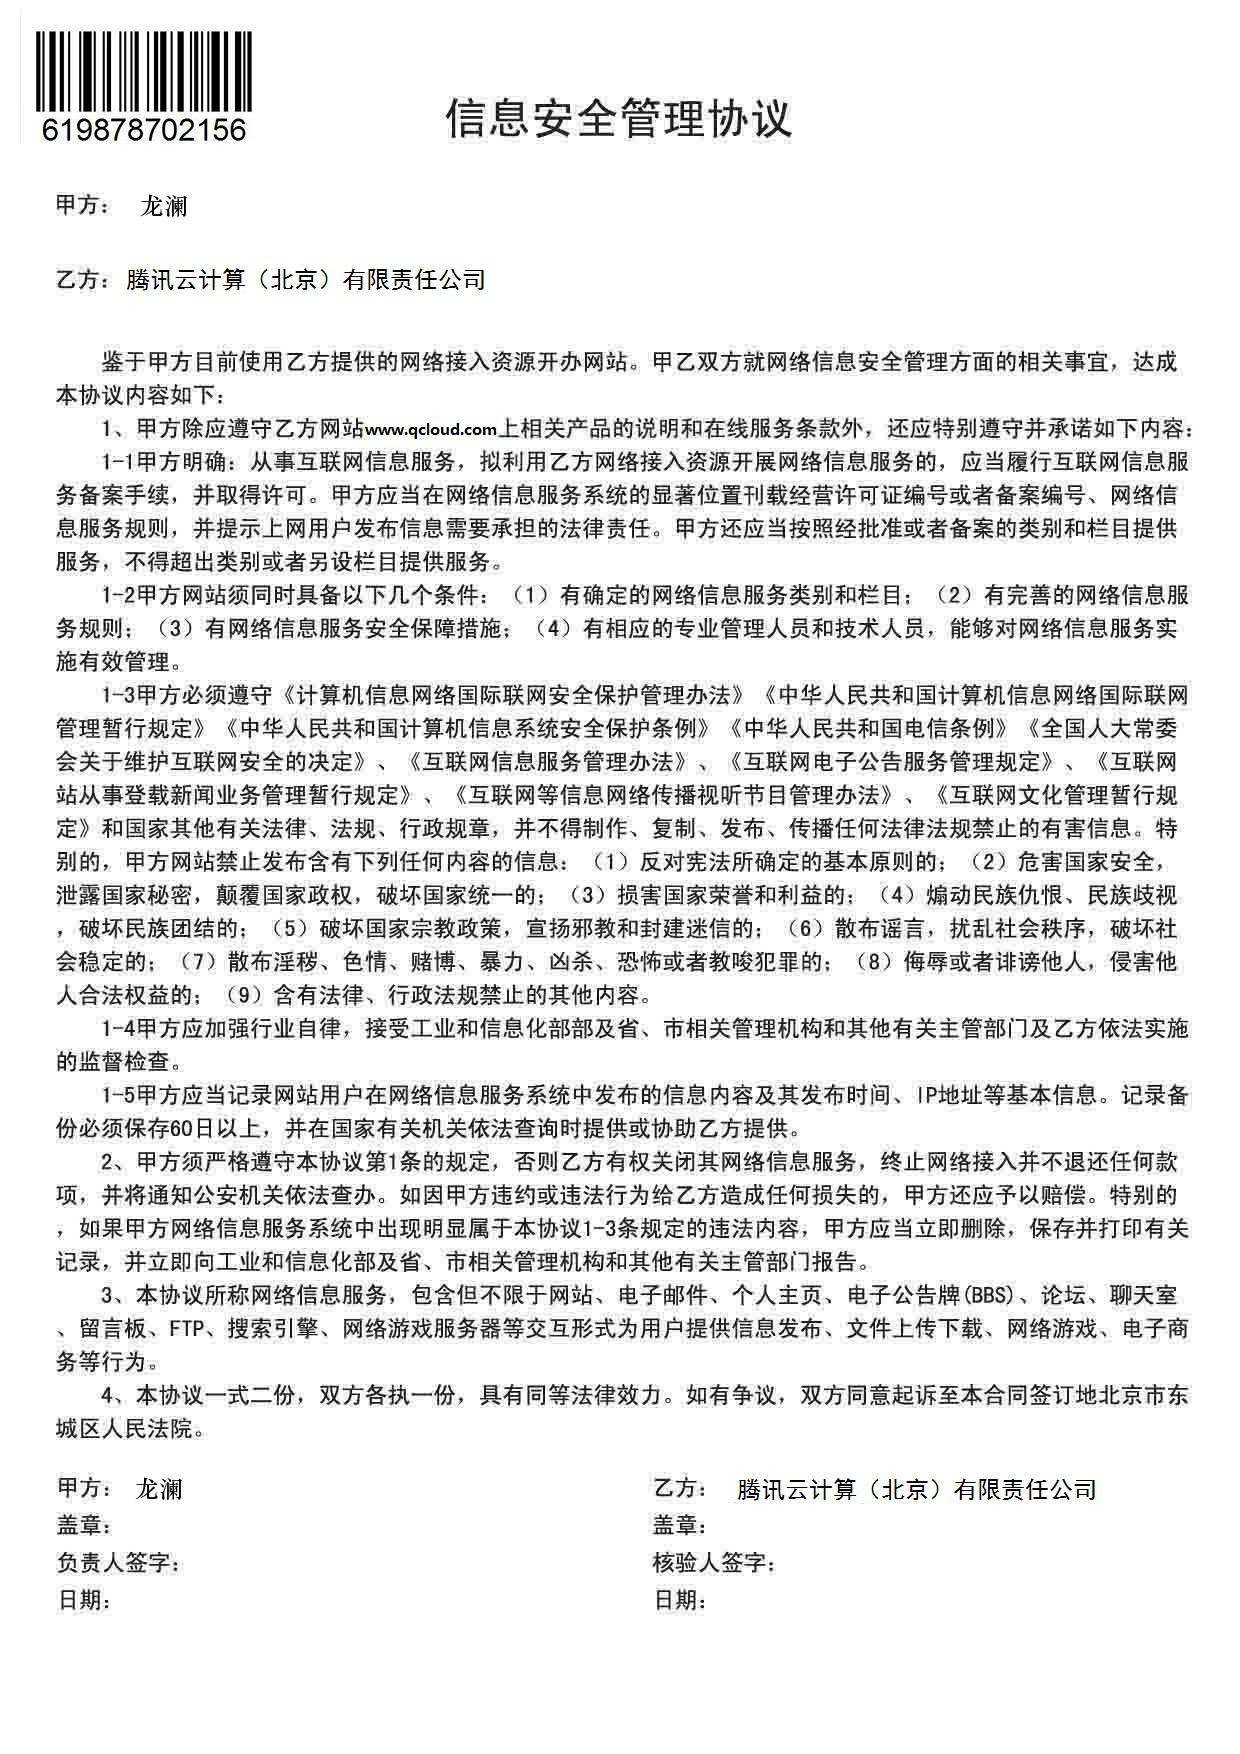 619878702156
信息安全管理协议
甲方： 龙澜
乙方：腾讯云计算（北京）有限责任公司
鉴于甲方目前使用乙方提供的网络接入资源开办网站。甲乙双方就网络信息安全管理方面的相关事宜，达成
本协议内容如下：
1、甲方除应遵守乙方网站www.qcloud.com上相关产品的说明和在线服务条款外，还应特别遵守并承诺如下内容：
1-1甲方明确：从事互联网信息服务，拟利用乙方网络接入资源开展网络信息服务的，应当履行互联网信息服
务备案手续，并取得许可。甲方应当在网络信息服务系统的显著位置刊载经营许可证编号或者备案编号、网络信
息服务规则，并提示上网用户发布信息需要承担的法律责任。甲方还应当按照经批准或者备案的类别和栏目提供
服务，不得超出类别或者另设栏目提供服务。
1-2甲方网站须同时具备以下几个条件：（1）有确定的网络信息服务类别和栏目；（2）有完善的网络信息服
务规则；（3）有网络信息服务安全保障措施；（4）有相应的专业管理人员和技术人员，能够对网络信息服务实
施有效管理。
1-3甲方必须遵守《计算机信息网络国际联网安全保护管理办法》《中华人民共和国计算机信息网络国际联网
管理暂行规定》《中华人民共和国计算机信息系统安全保护条例》《中华人民共和国电信条例》《全国人大常委
会关于维护互联网安全的决定》、《互联网信息服务管理办法》、《互联网电子公告服务管理规定》、《互联网
站从事登载新闻业务管理暂行规定》、《互联网等信息网络传播视听节目管理办法》、《互联网文化管理暂行规
定》和国家其他有关法律、法规、行政规章，并不得制作、复制、发布、传播任何法律法规禁止的有害信息。特
别的，甲方网站禁止发布含有下列任何内容的信息：（1）反对宪法所确定的基本原则的；（2）危害国家安全，
泄露国家秘密，颠覆国家政权，破坏国家统一的；（3）损害国家荣誉和利益的；（4）煽动民族仇恨、民族歧视
，破坏民族团结的；（5）破坏国家宗教政策，宣扬邪教和封建迷信的；（6）散布谣言，扰乱社会秩序，破坏社
会稳定的；（7）散布淫秽、色情、赌博、暴力、凶杀、恐怖或者教唆犯罪的；（8）侮辱或者诽谤他人，侵害他
人合法权益的；（9）含有法律、行政法规禁止的其他内容。
1-4甲方应加强行业自律，接受工业和信息化部部及省、市相关管理机构和其他有关主管部门及乙方依法实施
的监督检查。
1-5甲方应当记录网站用户在网络信息服务系统中发布的信息内容及其发布时间、IP地址等基本信息。记录备
份必须保存60日以上，并在国家有关机关依法查询时提供或协助乙方提供。
2、甲方须严格遵守本协议第1条的规定，否则乙方有权关闭其网络信息服务，终止网络接入并不退还任何款
项，并将通知公安机关依法查办。如因甲方违约或违法行为给乙方造成任何损失的，甲方还应予以赔偿。特别的
，如果甲方网络信息服务系统中出现明显属于本协议1-3条规定的违法内容，甲方应当立即删除，保存并打印有关
记录，并立即向工业和信息化部及省、市相关管理机构和其他有关主管部门报告。
3、本协议所称网络信息服务，包含但不限于网站、电子邮件、个人主页、电子公告牌(BBS)、论坛、聊天室
、留言板、FTP、搜索引擎、网络游戏服务器等交互形式为用户提供信息发布、文件上传下载、网络游戏、电子商
务等行为。
4、本协议一式二份，双方各执一份，具有同等法律效力。如有争议，双方同意起诉至本合同签订地北京市东
城区人民法院。
甲方： 龙澜
盖章：
负责人签字：
日期：
乙方： 腾讯云计算（北京）有限责任公司
盖章：
核验人签字：
日期：